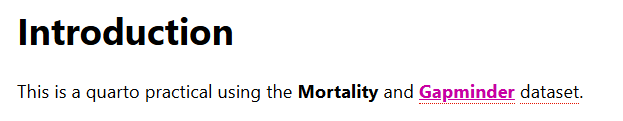 Introduction
This is a quarto practical using the Mortality and Gapminder dataset.